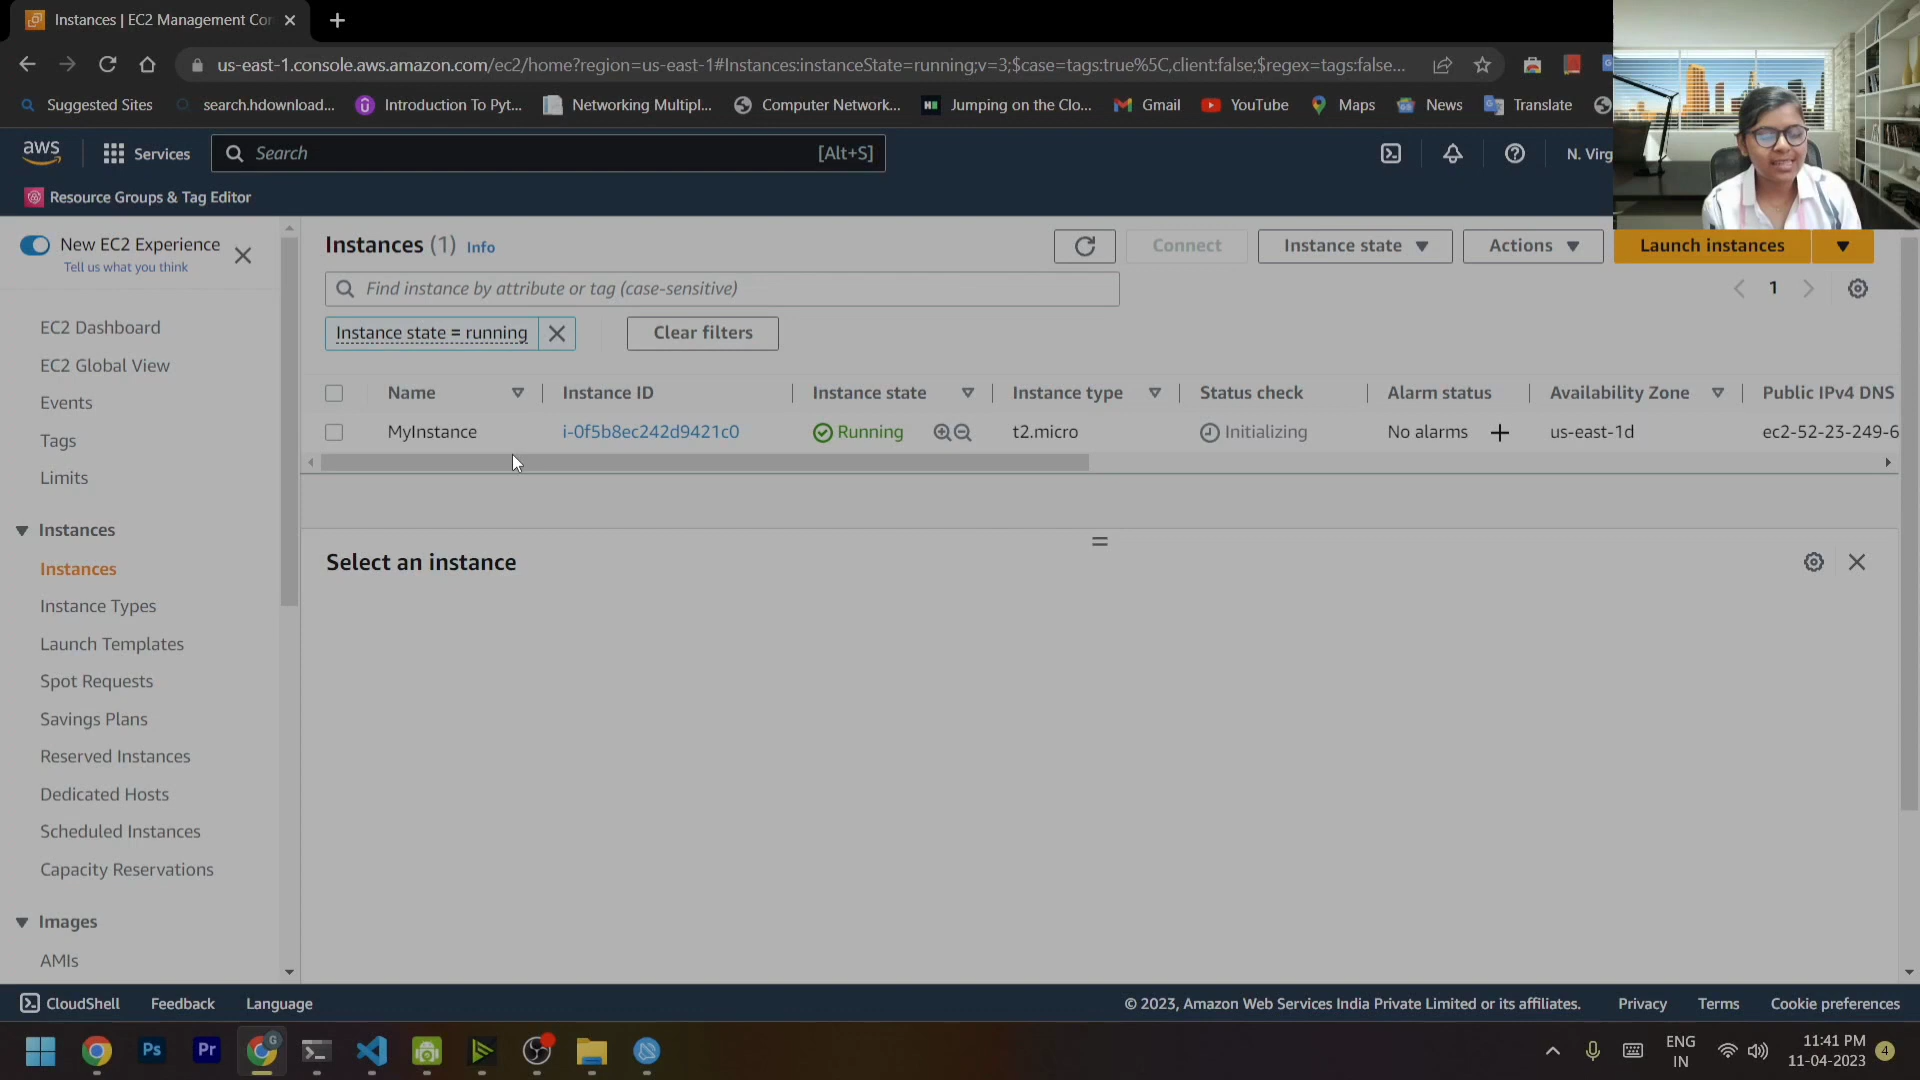 Instances | EC2 Management Con
us-east-1.console.aws.amazon.com/ec2/home?region=us-east-1#Instances:instanceState=running;v=3;$case=tags:true%5C,client:false;$regex=tags:false...
Suggested Sites
search.hdownload...
Introduction To Pyt...
Networking Multipl...
Computer Network...
Jumping on the Clo...
Gmail
YouTube
Maps
News
Translate
aws
Services
Search
[Alt+S]
N. Virg
Resource Groups & Tag Editor
New EC2 Experience
Tell us what you think
EC2 Dashboard
EC2 Global View
Events
Tags
Limits
Instances
Instances
Instance Types
Launch Templates
Spot Requests
Savings Plans
Reserved Instances
Dedicated Hosts
Scheduled Instances
Capacity Reservations
Images
AMIs
Instances (1) Info
Connect
Instance state
Actions
Launch instances
Find instance by attribute or tag (case-sensitive)
1
Instance state = running
Clear filters
Name Instance ID Instance state Instance type Status check Alarm status Availability Zone Public IPv4 DNS
MyInstance i-0f5b8ec242d9421c0 Running t2.micro Initializing No alarms us-east-1d ec2-52-23-249-6
Select an instance
CloudShell
Feedback
Language
© 2023, Amazon Web Services India Private Limited or its affiliates.
Privacy
Terms
Cookie preferences
Ps
Pr
G
ENG
IN
11:41 PM
11-04-2023
4